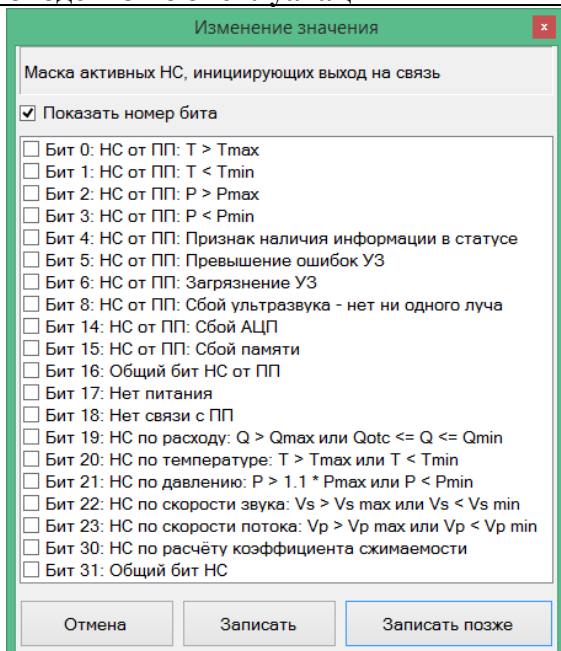 Изменение значения
x
Маска активных НС, инициирующих выход на связь
Показать номер бита
Бит 0: НС от ПП: T > Tmax
Бит 1: НС от ПП: T < Tmin
Бит 2: НС от ПП: P > Pmax
Бит 3: НС от ПП: P < Pmin
Бит 4: НС от ПП: Признак наличия информации в статусе
Бит 5: НС от ПП: Превышение ошибок УЗ
Бит 6: НС от ПП: Загрязнение УЗ
Бит 8: НС от ПП: Сбой ультразвука - нет ни одного луча
Бит 14: НС от ПП: Сбой АЦП
Бит 15: НС от ПП: Сбой памяти
Бит 16: Общий бит НС от ПП
Бит 17: Нет питания
Бит 18: Нет связи с ПП
Бит 19: НС по расходу: Q > Qmax или Qotc <= Q <= Qmin
Бит 20: НС по температуре: T > Tmax или T < Tmin
Бит 21: НС по давлению: P > 1.1 * Pmax или P < Pmin
Бит 22: НС по скорости звука: Vs > Vs max или Vs < Vs min
Бит 23: НС по скорости потока: Vp > Vp max или Vp < Vp min
Бит 30: НС по расчёту коэффициента сжимаемости
Бит 31: Общий бит НС
Отмена
Записать
Записать позже